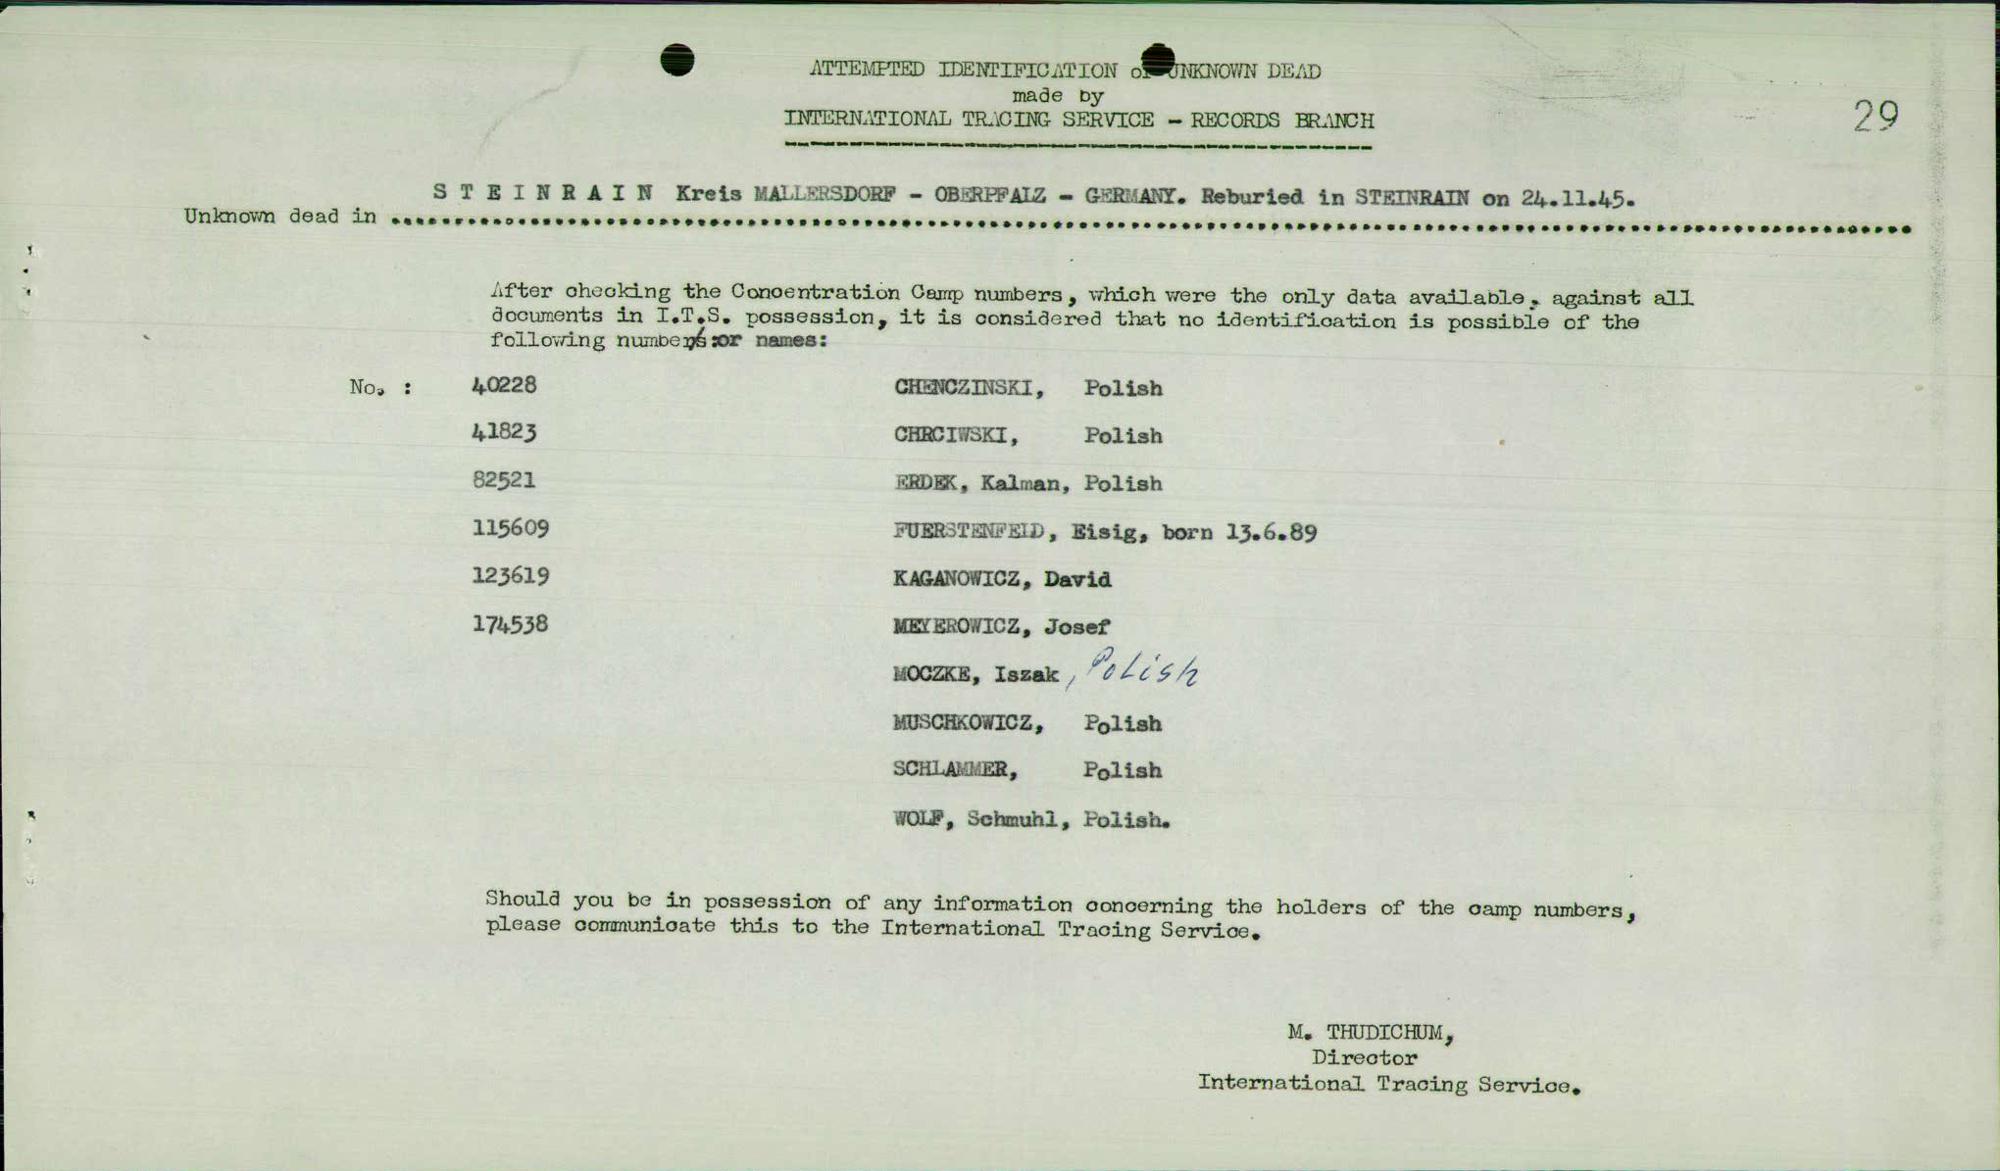 ATTEMPTED IDENTIFICATION of UNKNOWN DEAD
made by
INTERNATIONAL TRACING SERVICE - RECORDS BRANCH
29
S T E I N R A I N Kreis MALLERSDORF - OBERPFALZ - GERMANY. Reburied in STEINRAIN on 24.11.45.
Unknown dead in
After checking the Concentration Camp numbers, which were the only data available, against all
documents in I.T.S. possession, it is considered that no identification is possible of the
following numbers or names:
No. : 40228 CHENCZINSKI, Polish
41823 CHRCIWSKI, Polish
82521 ERDEK, Kalman, Polish
115609 FUERSTENFELD, Eisig, born 13.6.89
123619 KAGANOWICZ, David
174538 MEYEROWICZ, Josef
MOCZKE, Iszak, Polish
MUSCHKOWICZ, Polish
SCHLAMMER, Polish
WOLF, Schmuhl, Polish.
Should you be in possession of any information concerning the holders of the camp numbers,
please communicate this to the International Tracing Service.
M. THUDICHUM,
Director
International Tracing Service.